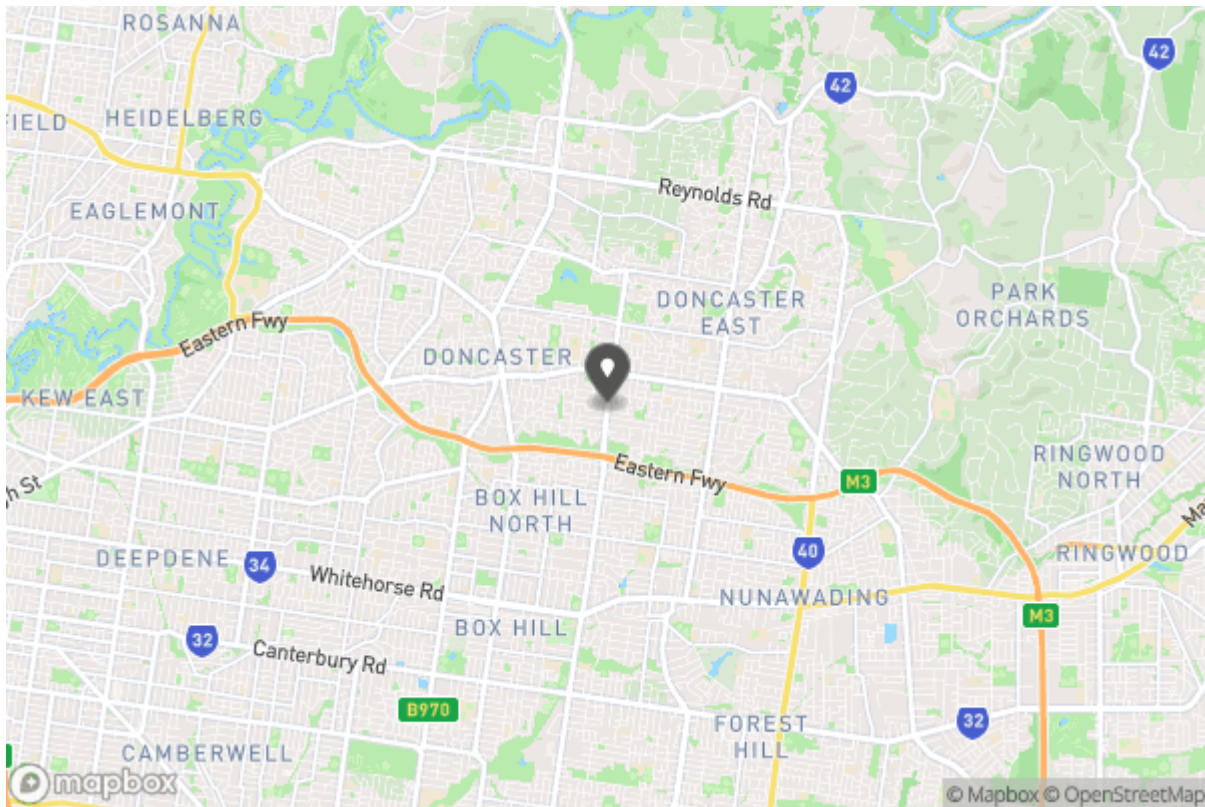 ROSANNA
42
42
FIELD
HEIDELBERG
Reynolds Rd
EAGLEMONT
DONCASTER
EAST
PARK
ORCHARDS
Eastern Fwy
DONCASTER
KEW EAST
RINGWOOD
NORTH
Eastern Fwy
M3
gh St
BOX HILL
NORTH
Ma
40
RINGWOOD
DEEPDENE
34
Whitehorse Rd
NUNAWADING
M3
BOX HILL
32
Canterbury Rd
B970
FOREST
HILL
32
CAMBERWELL
mapbox
© Mapbox © OpenStreetMap